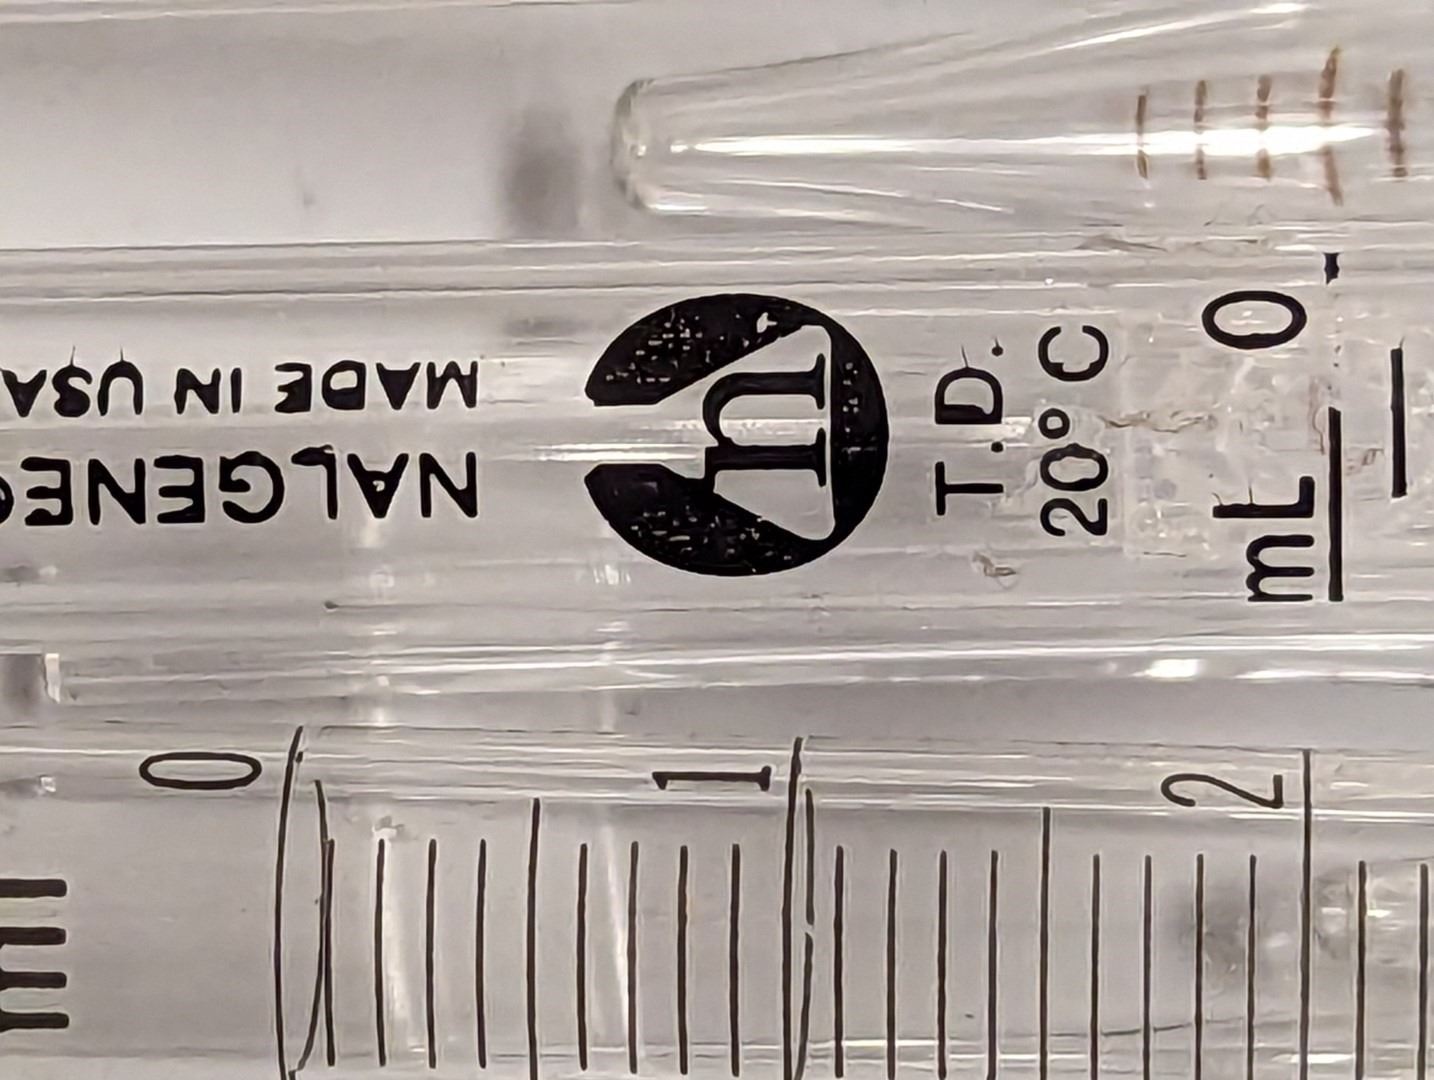 NALGENE
MADE IN USA
n
T.D.
20°C
mL 0
0
1
2